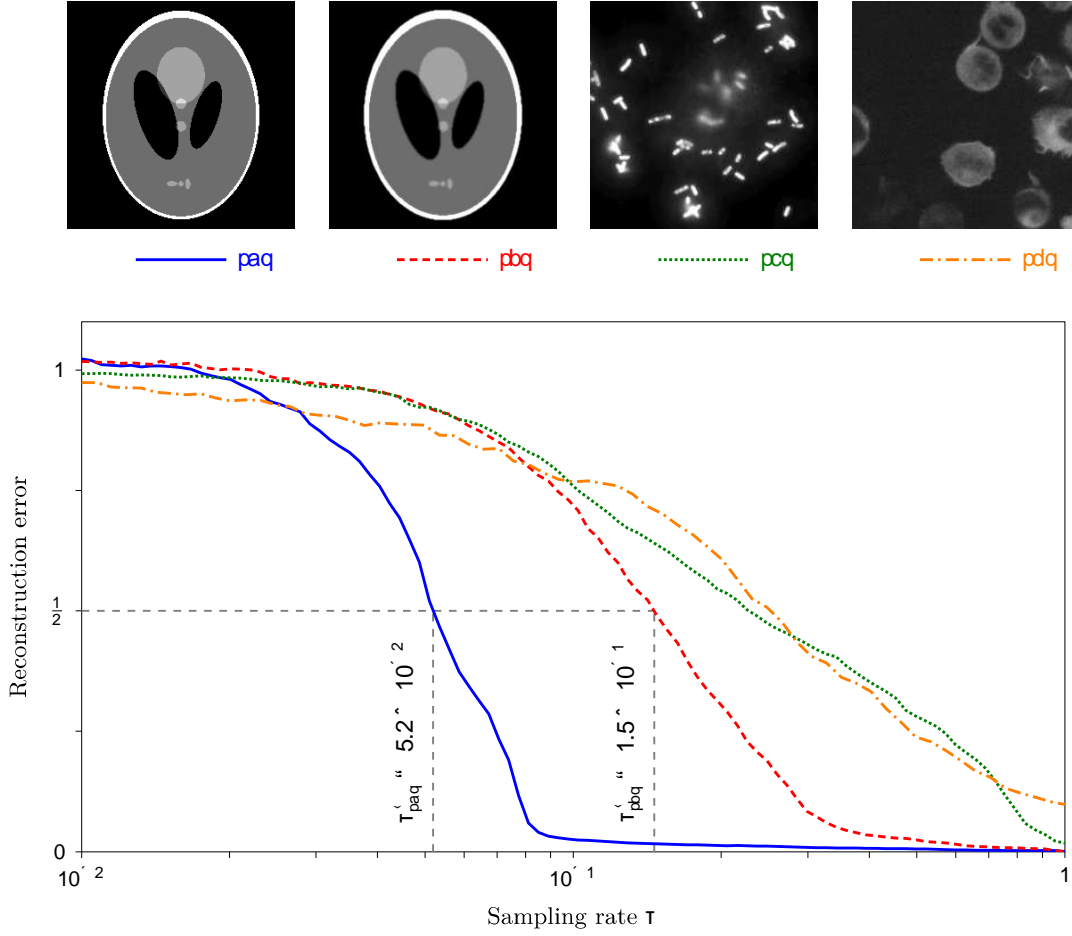 paq pbq pcq pdq
1
1
2
0
Reconstruction error
τ‘paq “ 5.2ˆ 10´ 2
τ‘pbq “ 1.5ˆ 10´ 1
10´ 2 10´ 1 1
Sampling rate τ